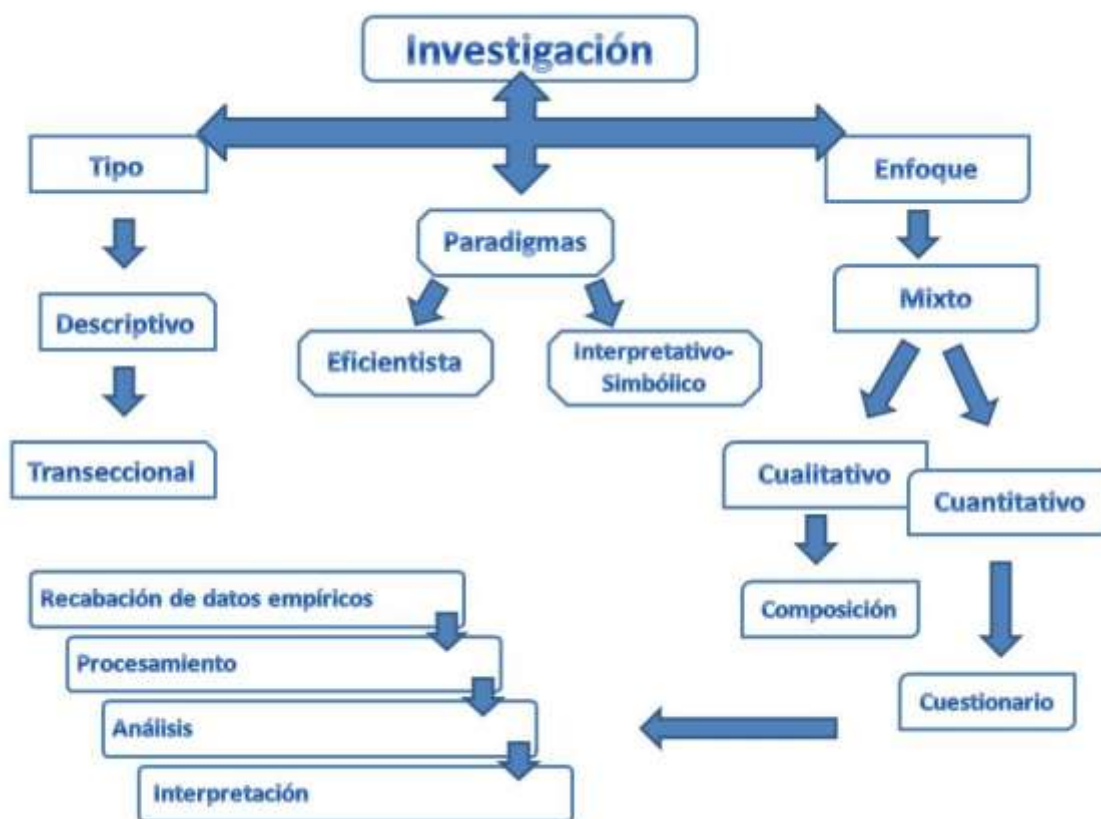 Investigación
Tipo
Enfoque
Paradigmas
Mixto
Descriptivo
Eficientista
Interpretativo-
Simbólico
Transeccional
Cualitativo
Cuantitativo
Composición
Cuestionario
Recabación de datos empíricos
Procesamiento
Análisis
Interpretación